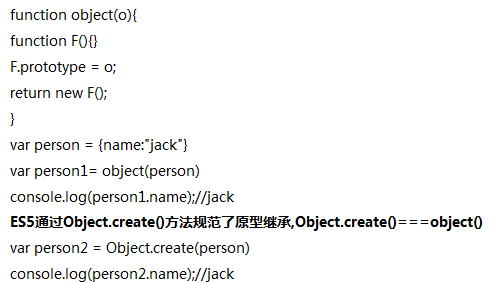 function object(o){
function F(){}
F.prototype = o;
return new F();
}
var person = {name:"jack"}
var person1= object(person)
console.log(person1.name);//jack
ES5通过Object.create()方法规范了原型继承,Object.create()===object()
var person2 = Object.create(person)
console.log(person2.name);//jack